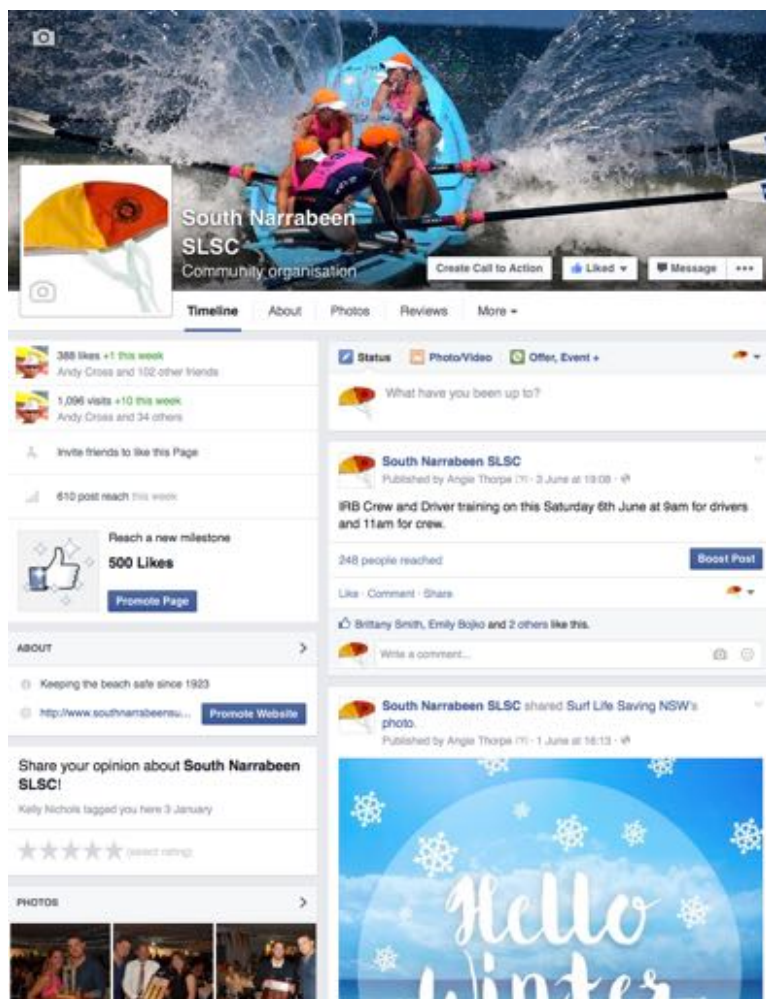 South Narrabeen
SLSC
Community organisation
Create Call to Action
Liked
Message
Timeline
About
Photos
Reviews
More
388 likes +1 this week
Andy Cross and 102 other friends
1,096 visits +10 this week
Andy Cross and 34 others
Invite friends to like this Page
610 post reach this week
Reach a new milestone
500 Likes
Promote Page
ABOUT
Keeping the beach safe since 1923
http://www.southnarrabeensu...
Promote Website
Share your opinion about South Narrabeen
SLSC!
Kelly Nichols tagged you here 3 January
(select rating)
PHOTOS
Status
Photo/Video
Offer, Event +
What have you been up to?
South Narrabeen SLSC
Published by Angie Thorpe [?] · 3 June at 19:08 ·
IRB Crew and Driver training on this Saturday 6th June at 9am for drivers
and 11am for crew.
248 people reached
Boost Post
Like · Comment · Share
Brittany Smith, Emily Bojko and 2 others like this.
Write a comment...
South Narrabeen SLSC shared Surf Life Saving NSW's
photo.
Published by Angie Thorpe [?] · 1 June at 16:13 ·
Hello
Winter